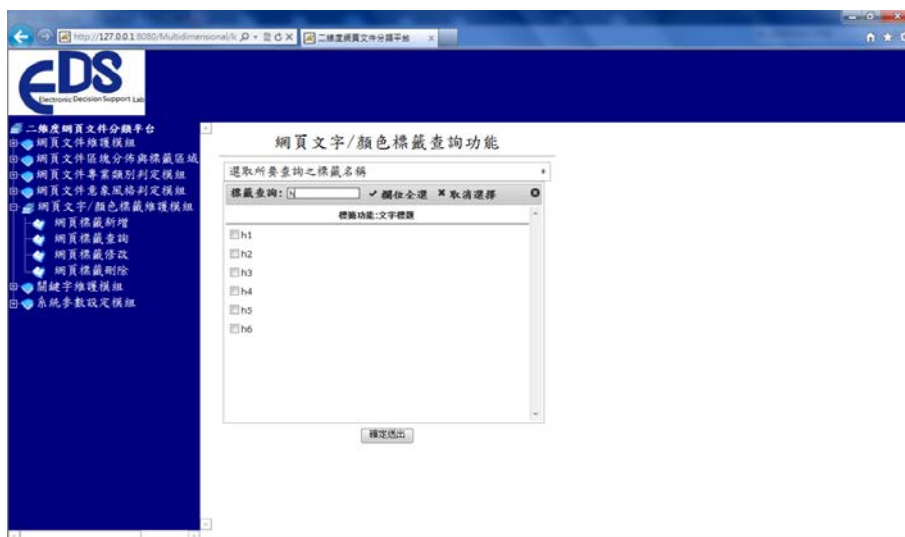 http://127.0.0.1:8080/Multidimensional/k
二維度網頁文件分類平台
EDS
Electronic Decision Support Lab
二維度網頁文件分類平台
網頁文件維護模組
網頁文件區塊分佈與標籤區域
網頁文件專業類別判定模組
網頁文件意象風格判定模組
網頁文字/顏色標籤維護模組
網頁標籤新增
網頁標籤查詢
網頁標籤修改
網頁標籤刪除
關鍵字維護模組
系統參數設定模組
網頁文字/顏色標籤查詢功能
選取所要查詢之標籤名稱
標籤查詢: h 欄位全選 取消選擇
標籤功能:文字標題
h1
h2
h3
h4
h5
h6
確定送出